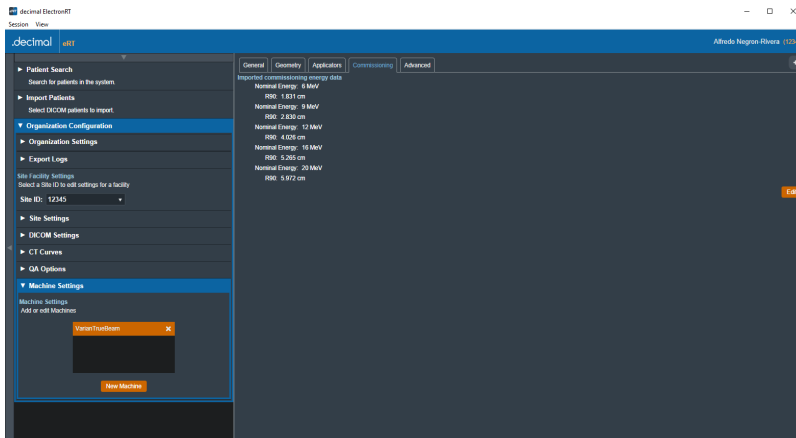 decimal ElectronRT
Session View
.decimal eRT
Alfredo Negron-Rivera (123
Patient Search
Search for patients in the system.
Import Patients
Select DICOM patients to import.
Organization Configuration
Organization Settings
Export Logs
Site Facility Settings
Select a Site ID to edit settings for a facility
Site ID: 12345
Site Settings
DICOM Settings
CT Curves
QA Options
Machine Settings
Machine Settings
Add or edit Machines
VarianTrueBeam
New Machine
General Geometry Applicators Commissioning Advanced
Imported commissioning energy data
Nominal Energy: 6 MeV
R90: 1.831 cm
Nominal Energy: 9 MeV
R90: 2.830 cm
Nominal Energy: 12 MeV
R90: 4.026 cm
Nominal Energy: 16 MeV
R90: 5.265 cm
Nominal Energy: 20 MeV
R90: 5.972 cm
Edit